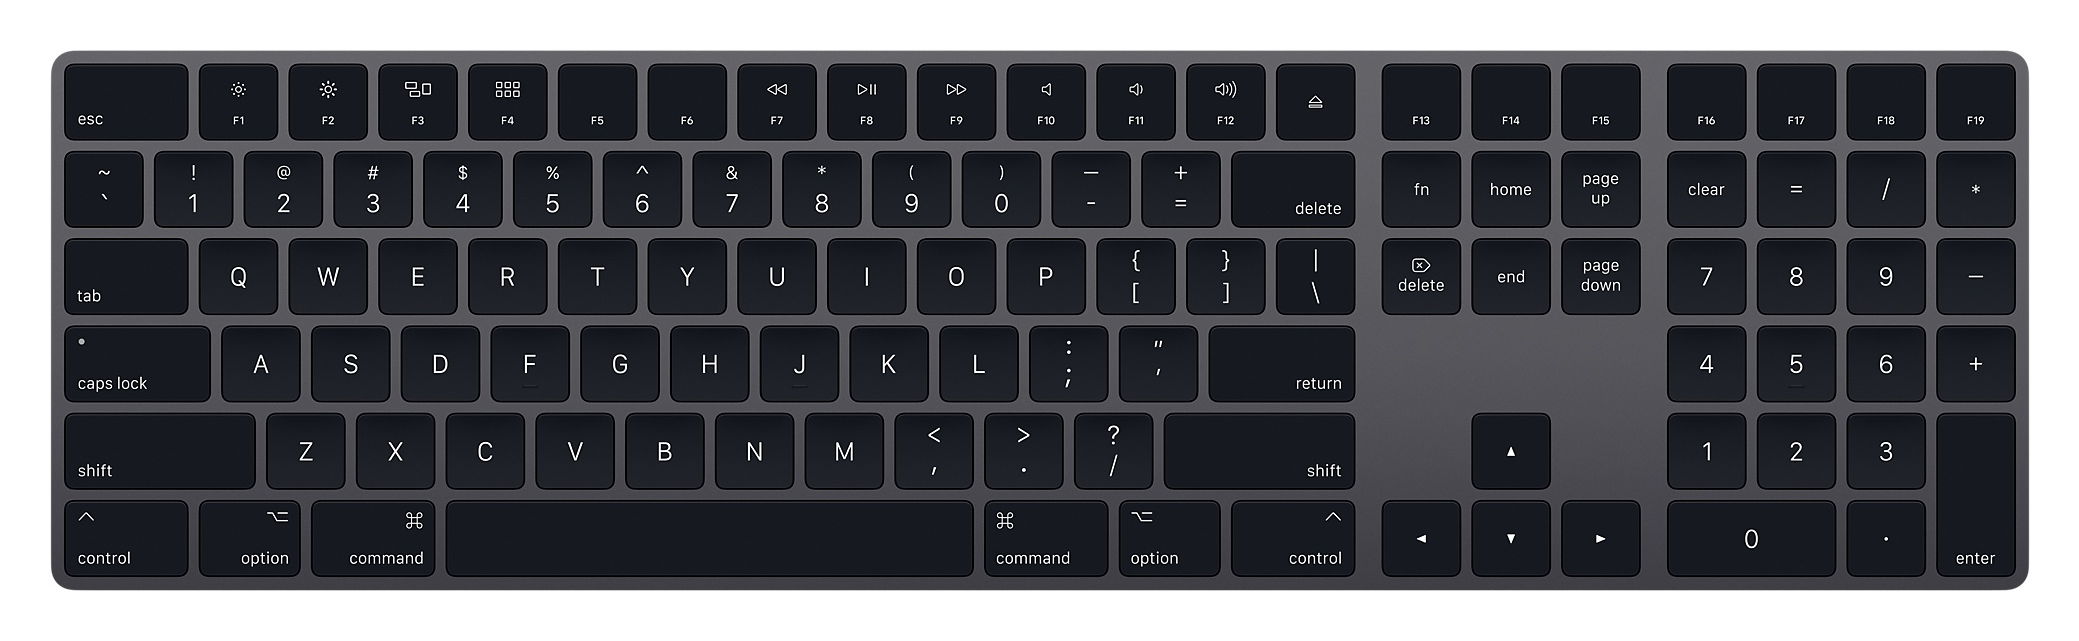 esc F1 F2 F3 F4 F5 F6 F7 F8 F9 F10 F11 F12 F13 F14 F15 F16 F17 F18 F19
~ ! @ # $ % ^ & * ( ) — +
` 1 2 3 4 5 6 7 8 9 0 - = delete fn home page up clear = / *
tab Q W E R T Y U I O P { [ } ] | \ ⌦ delete end page down 7 8 9 −
caps lock A S D F G H J K L : ; " ' return 4 5 6 +
shift Z X C V B N M < , > . ? / shift ▲ 1 2 3
^ control ⌥ option ⌘ command ⌘ command ⌥ option ^ control ◄ ▼ ► 0 . enter